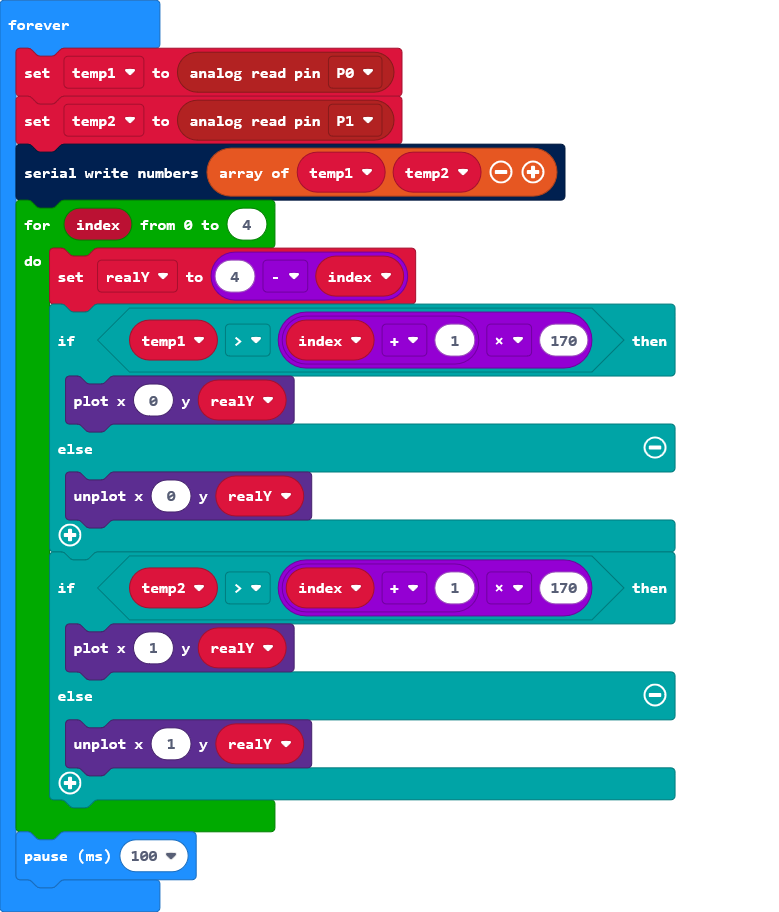 forever
set temp1 to analog read pin P0
set temp2 to analog read pin P1
serial write numbers array of temp1 temp2
for index from 0 to 4
do
set realY to 4 - index
if temp1 > index + 1 × 170 then
plot x 0 y realY
else
unplot x 0 y realY
if temp2 > index + 1 × 170 then
plot x 1 y realY
else
unplot x 1 y realY
pause (ms) 100